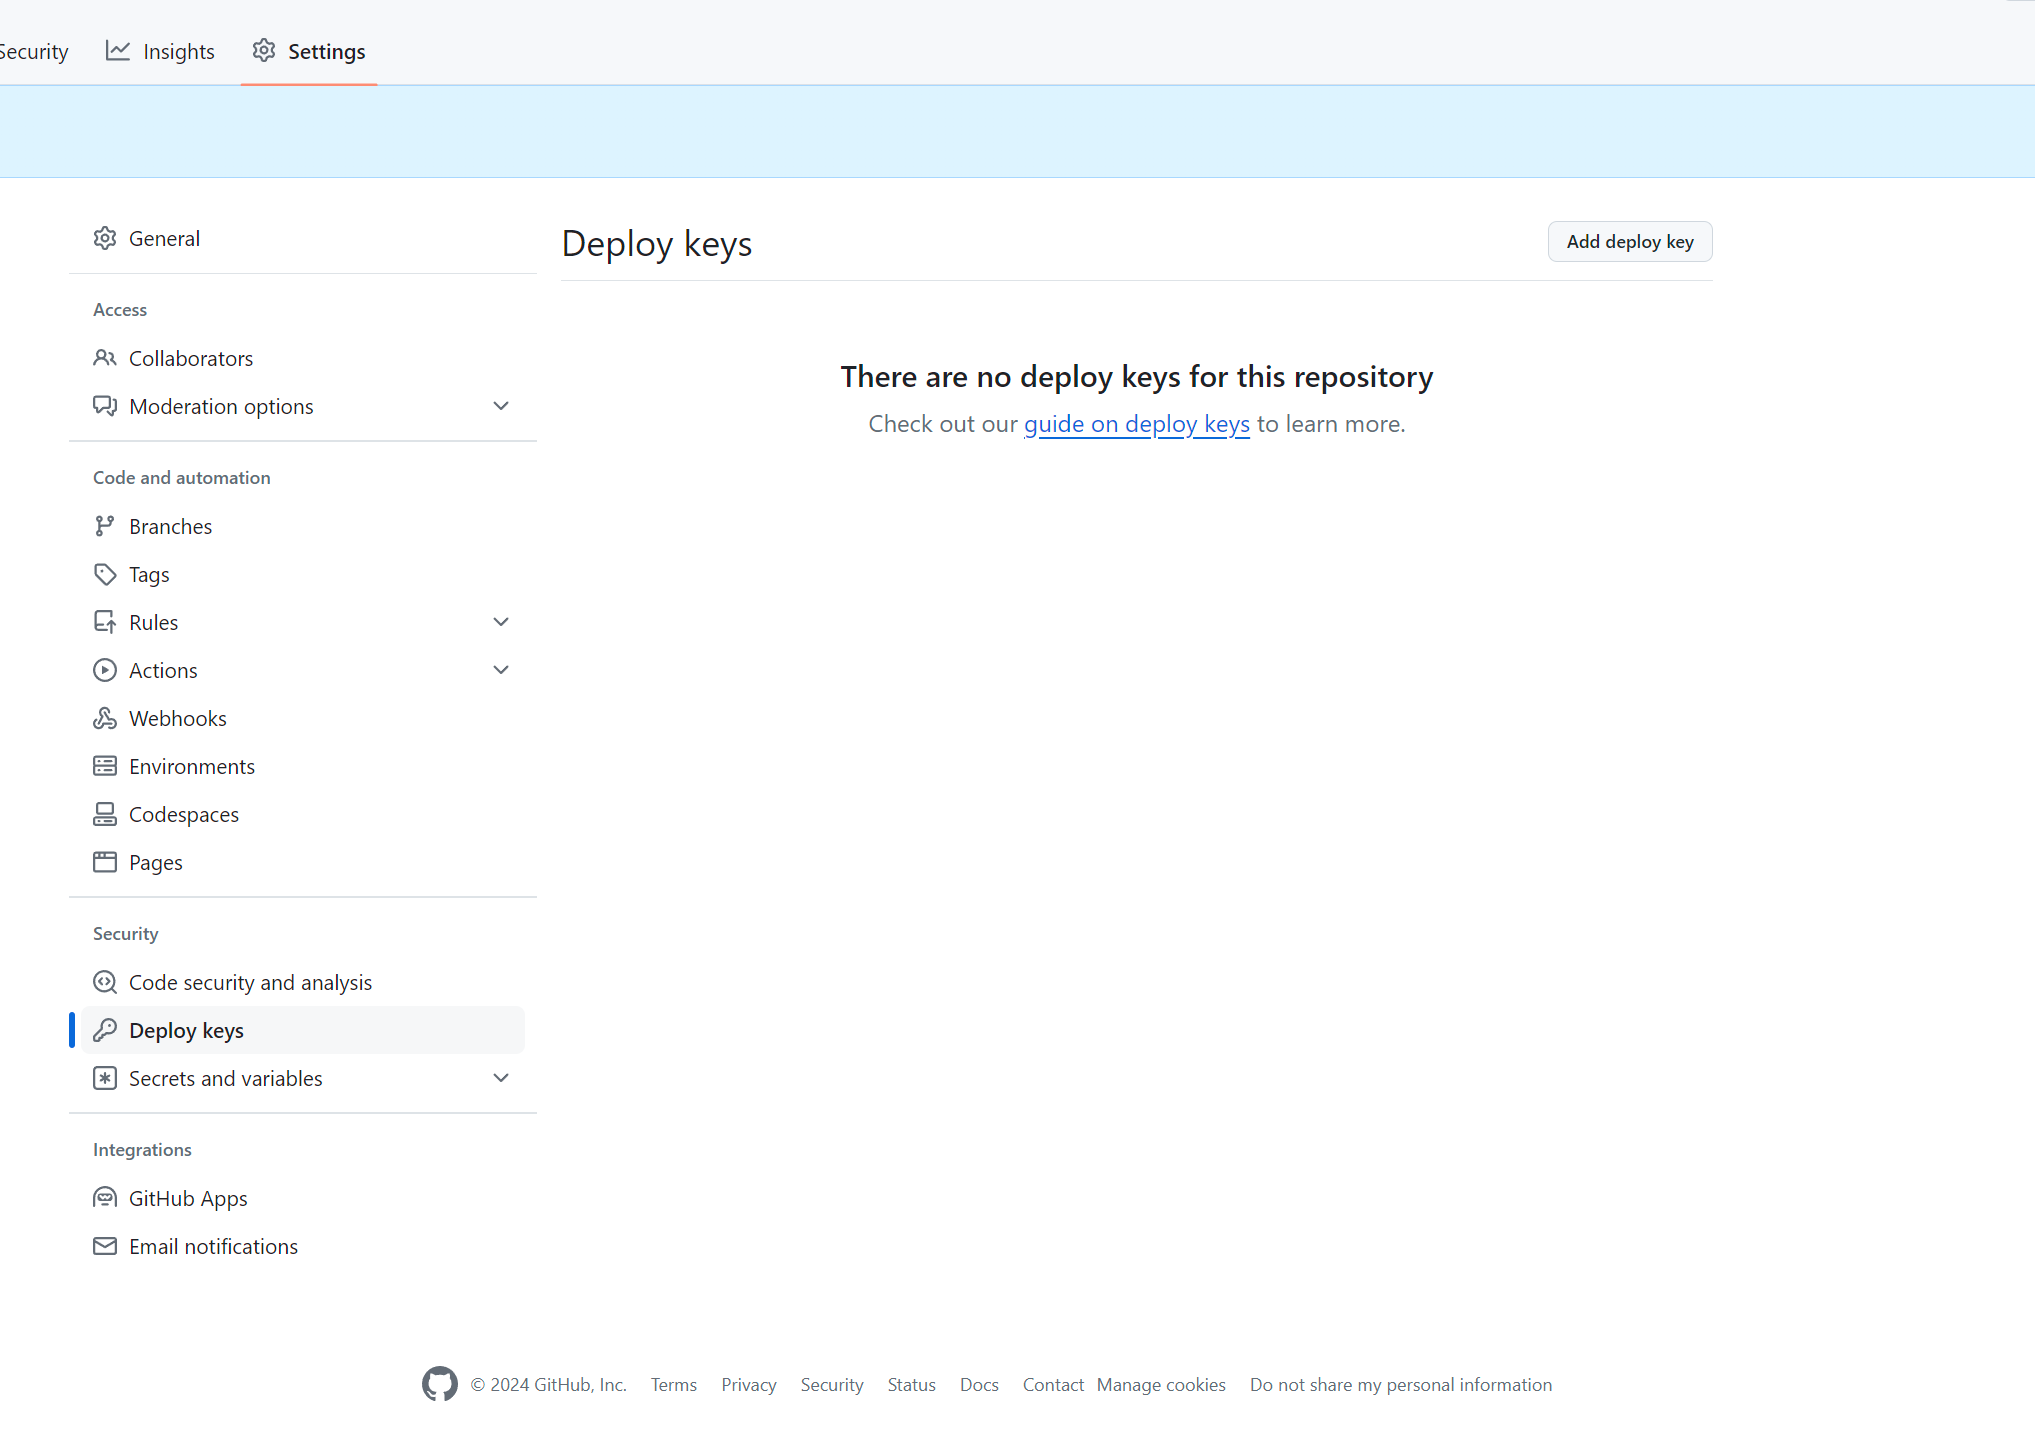 Security Insights Settings
General
Access
Collaborators
Moderation options
Code and automation
Branches
Tags
Rules
Actions
Webhooks
Environments
Codespaces
Pages
Security
Code security and analysis
Deploy keys
Secrets and variables
Integrations
GitHub Apps
Email notifications
Deploy keys
Add deploy key
There are no deploy keys for this repository
Check out our guide on deploy keys to learn more.
© 2024 GitHub, Inc. Terms Privacy Security Status Docs Contact Manage cookies Do not share my personal information